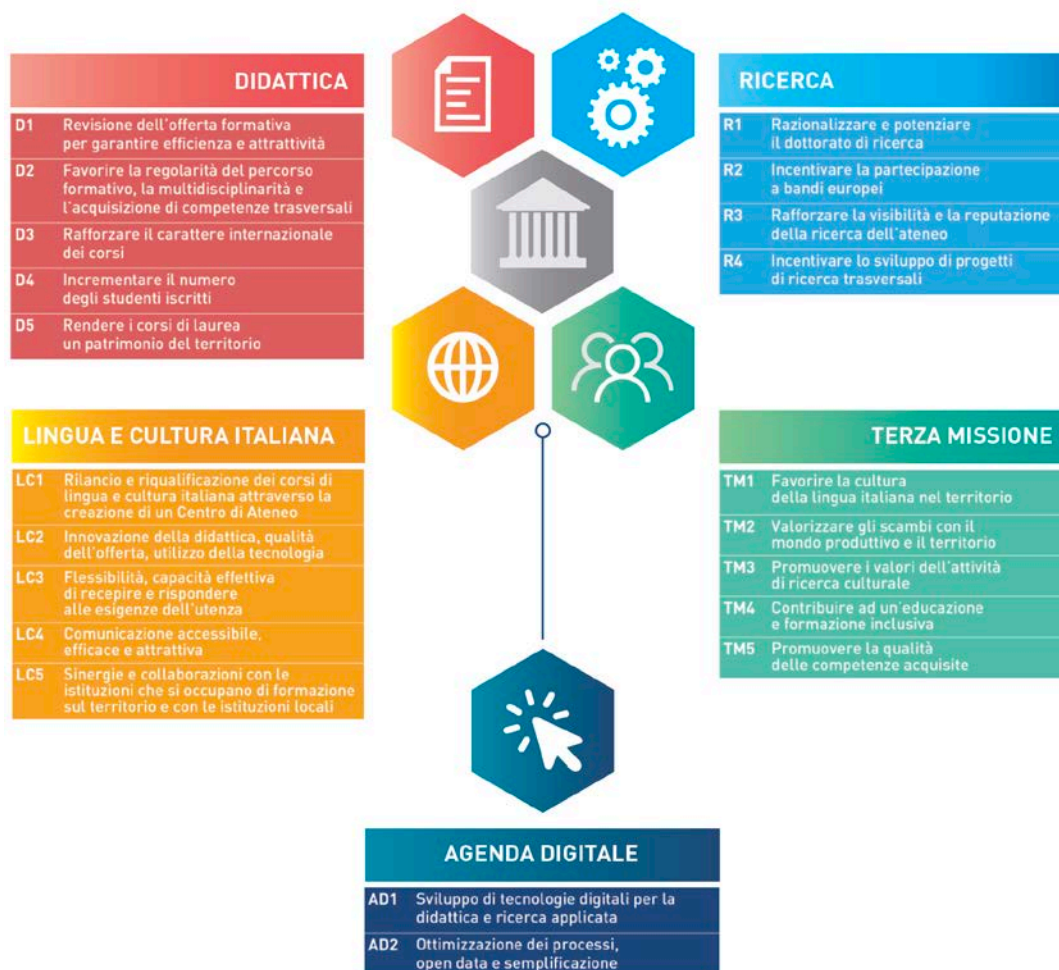 DIDATTICA
D1 Revisione dell'offerta formativa
per garantire efficienza e attrattività
D2 Favorire la regolarità del percorso
formativo, la multidisciplinarità e
l'acquisizione di competenze trasversali
D3 Rafforzare il carattere internazionale
dei corsi
D4 Incrementare il numero
degli studenti iscritti
D5 Rendere i corsi di laurea
un patrimonio del territorio
RICERCA
R1 Razionalizzare e potenziare
il dottorato di ricerca
R2 Incentivare la partecipazione
a bandi europei
R3 Rafforzare la visibilità e la reputazione
della ricerca dell'ateneo
R4 Incentivare lo sviluppo di progetti
di ricerca trasversali
LINGUA E CULTURA ITALIANA
LC1 Rilancio e riqualificazione dei corsi di
lingua e cultura italiana attraverso la
creazione di un Centro di Ateneo
LC2 Innovazione della didattica, qualità
dell'offerta, utilizzo della tecnologia
LC3 Flessibilità, capacità effettiva
di recepire e rispondere
alle esigenze dell'utenza
LC4 Comunicazione accessibile,
efficace e attrattiva
LC5 Sinergie e collaborazioni con le
istituzioni che si occupano di formazione
sul territorio e con le istituzioni locali
TERZA MISSIONE
TM1 Favorire la cultura
della lingua italiana nel territorio
TM2 Valorizzare gli scambi con il
mondo produttivo e il territorio
TM3 Promuovere i valori dell'attività
di ricerca culturale
TM4 Contribuire ad un'educazione
e formazione inclusiva
TM5 Promuovere la qualità
delle competenze acquisite
AGENDA DIGITALE
AD1 Sviluppo di tecnologie digitali per la
didattica e ricerca applicata
AD2 Ottimizzazione dei processi,
open data e semplificazione